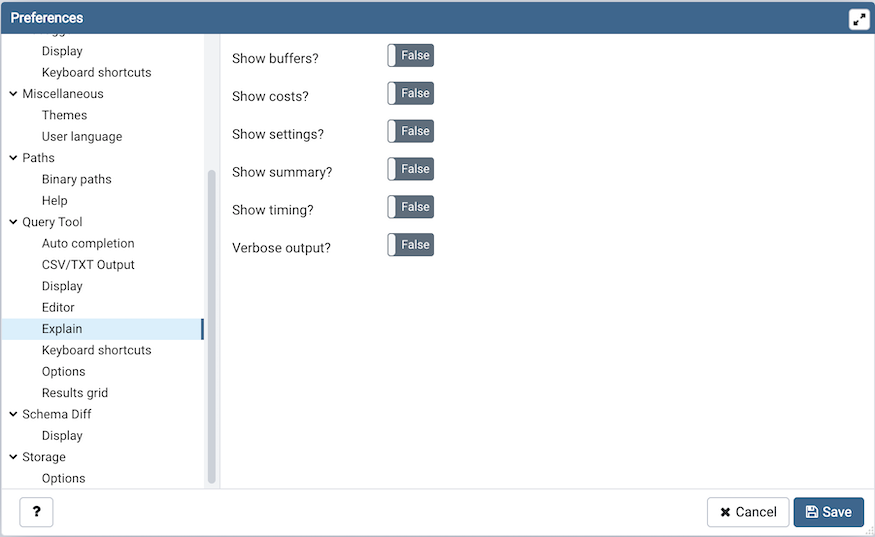 Preferences
Display
Keyboard shortcuts
Miscellaneous
Themes
User language
Paths
Binary paths
Help
Query Tool
Auto completion
CSV/TXT Output
Display
Editor
Explain
Keyboard shortcuts
Options
Results grid
Schema Diff
Display
Storage
Options
Show buffers? False
Show costs? False
Show settings? False
Show summary? False
Show timing? False
Verbose output? False
? Cancel Save